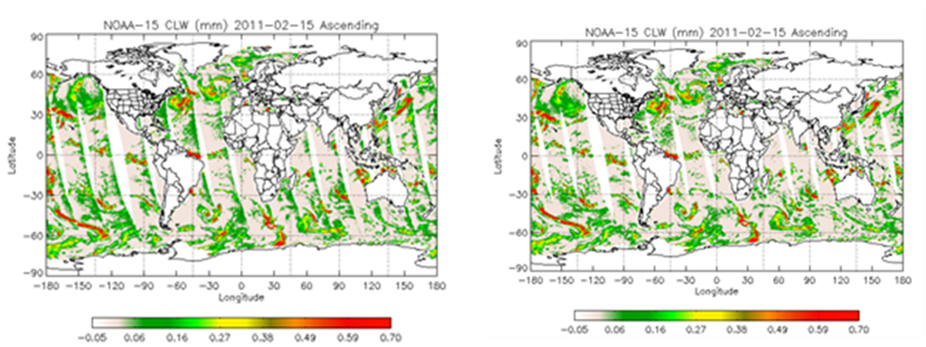 NOAA-15 CLW (mm) 2011-02-15 Ascending
90
60
30
0
-30
-60
-90
Latitude
-180 -150 -120 -90 -60 -30 0 30 60 90 120 150 180
Longitude
-0.05 0.06 0.16 0.27 0.38 0.49 0.59 0.70
NOAA-15 CLW (mm) 2011-02-15 Ascending
90
60
30
0
-30
-60
-90
Latitude
-180 -150 -120 -90 -60 -30 0 30 60 90 120 150 180
Longitude
-0.05 0.06 0.16 0.27 0.38 0.49 0.59 0.70